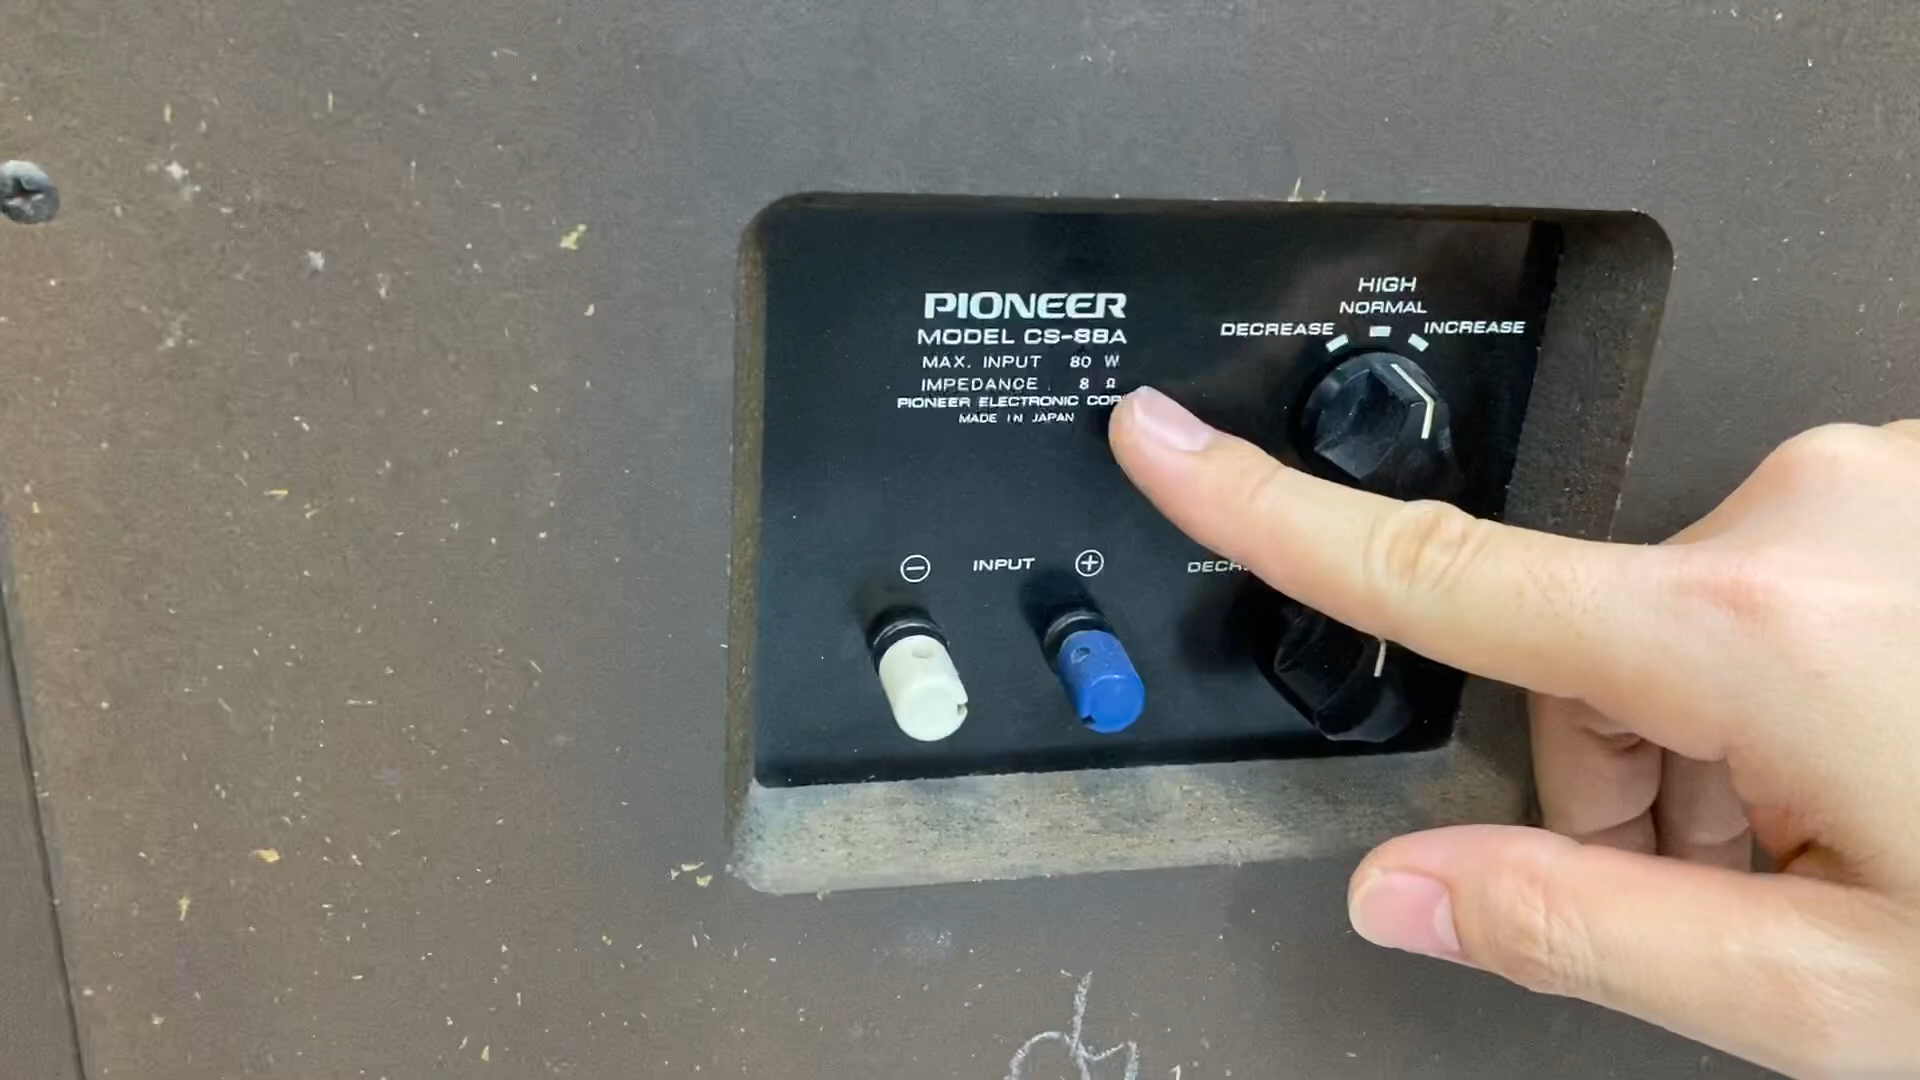 PIONEER
MODEL CS-88A
MAX. INPUT 80 W
IMPEDANCE 8 Ω
PIONEER ELECTRONIC
MADE IN JAPAN
HIGH
NORMAL
DECREASE INCREASE
INPUT